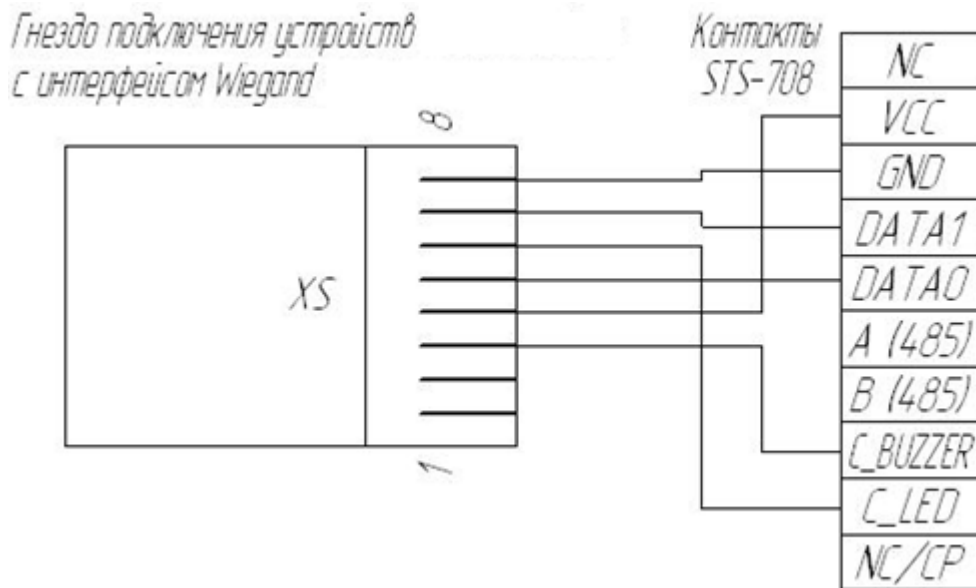 Гнездо подключения устройств
с интерфейсом Wiegand
Контакты
STS-708
8
XS
1
NC
VCC
GND
DATA1
DATA0
A (485)
B (485)
C_BUZZER
C_LED
NC/CP